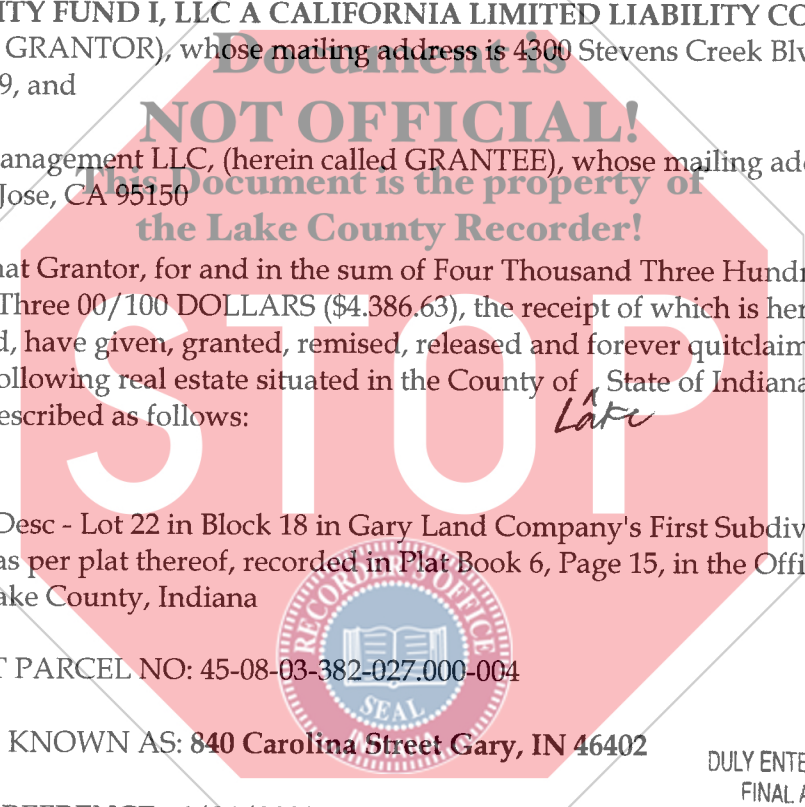 ITY FUND I, LLC A CALIFORNIA LIMITED LIABILITY CO
GRANTOR), whose mailing address is 4300 Stevens Creek Blv
Document is
9, and
NOT OFFICIAL!
anagement LLC, (herein called GRANTEE), whose mailing add
This Document is the property of
Jose, CA 95150
the Lake County Recorder!
nat Grantor, for and in the sum of Four Thousand Three Hundr
Three 00/100 DOLLARS ($4.386.63), the receipt of which is her
d, have given, granted, remised, released and forever quitclaim
ollowing real estate situated in the County of ^ State of Indiana
Lake
escribed as follows:
STOP
Desc - Lot 22 in Block 18 in Gary Land Company's First Subdiv
as per plat thereof, recorded in Plat Book 6, Page 15, in the Offi
ake County, Indiana
RECORDER'S OFFICE
SEAL
INDIANA
T PARCEL NO: 45-08-03-382-027.000-004
KNOWN AS: 840 Carolina Street Gary, IN 46402
DULY ENTE
FINAL A